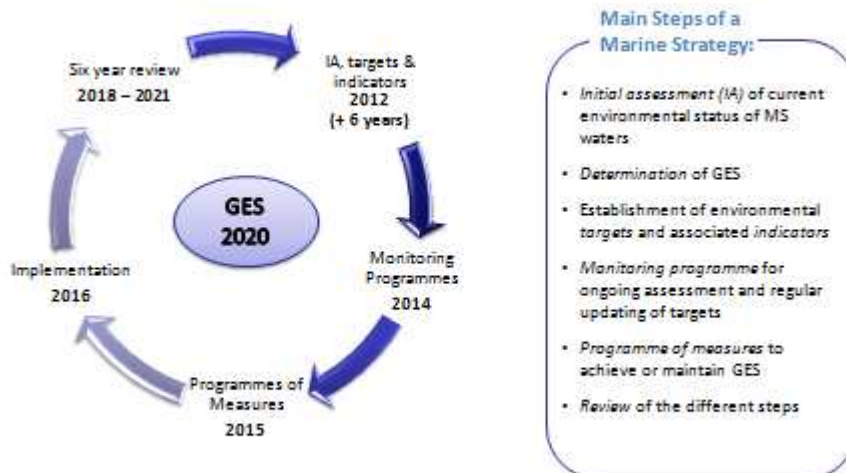 Six year review
2018 – 2021
IA, targets &
indicators
2012
(+ 6 years)
GES
2020
Monitoring
Programmes
2014
Programmes of
Measures
2015
Implementation
2016
Main Steps of a
Marine Strategy:
• Initial assessment (IA) of current
environmental status of MS
waters
• Determination of GES
• Establishment of environmental
targets and associated indicators
• Monitoring programme for
ongoing assessment and regular
updating of targets
• Programme of measures to
achieve or maintain GES
• Review of the different steps